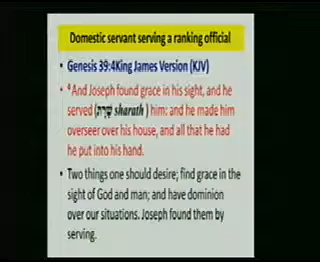 Domestic servant serving a ranking official
• Genesis 39:4King James Version (KJV)
• ⁴And Joseph found grace in his sight, and he
served (שָׁרַת sharath ) him: and he made him
overseer over his house, and all that he had
he put into his hand.
• Two things one should desire; find grace in the
sight of God and man; and have dominion
over our situations. Joseph found them by
serving.